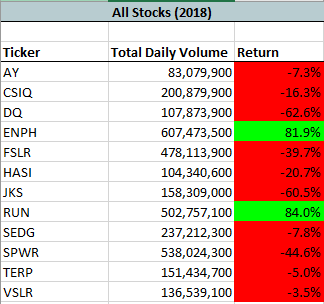 All Stocks (2018)
Ticker Total Daily Volume Return
AY 83,079,900 -7.3%
CSIQ 200,879,900 -16.3%
DQ 107,873,900 -62.6%
ENPH 607,473,500 81.9%
FSLR 478,113,900 -39.7%
HASI 104,340,600 -20.7%
JKS 158,309,000 -60.5%
RUN 502,757,100 84.0%
SEDG 237,212,300 -7.8%
SPWR 538,024,300 -44.6%
TERP 151,434,700 -5.0%
VSLR 136,539,100 -3.5%